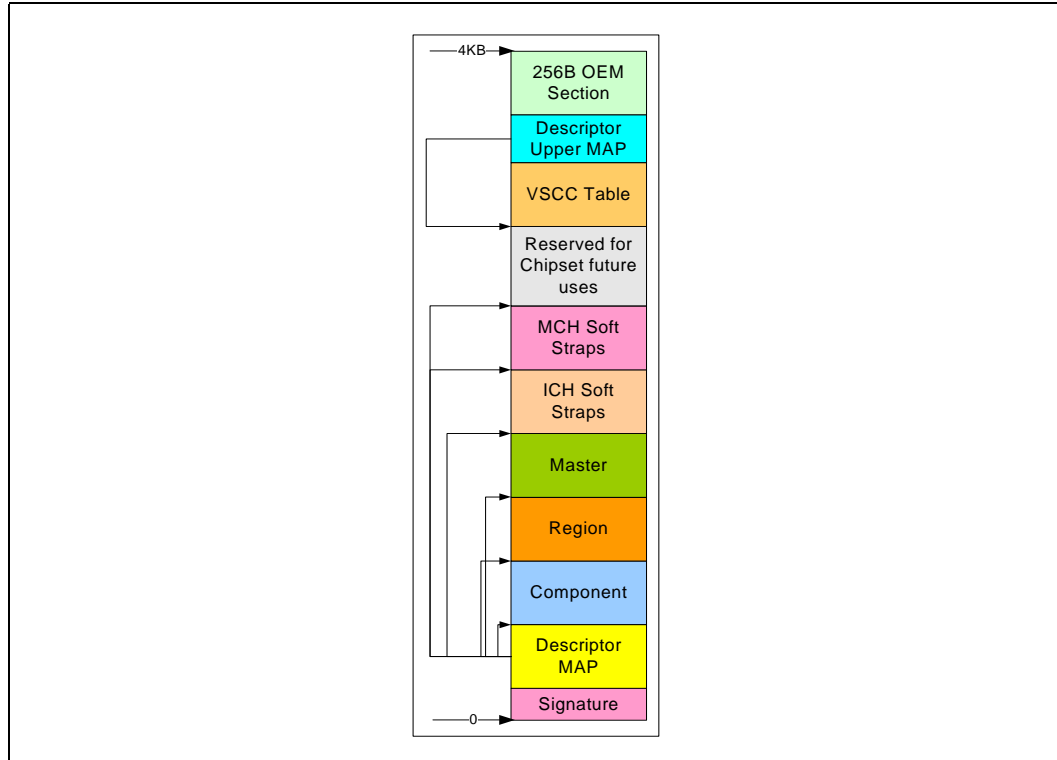 4KB
256B OEM
Section
Descriptor
Upper MAP
VSCC Table
Reserved for
Chipset future
uses
MCH Soft
Straps
ICH Soft
Straps
Master
Region
Component
Descriptor
MAP
Signature
0